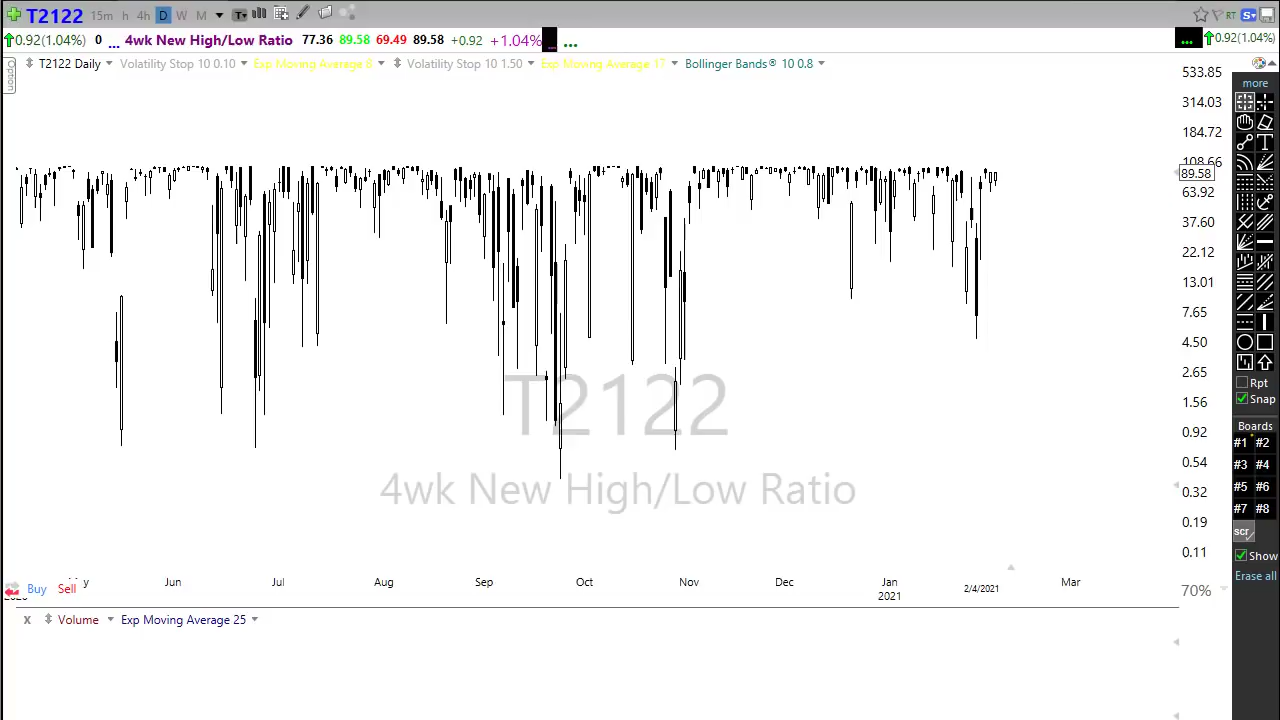 T2122 15m h 4h D W M T RT S
0.92(1.04%) 0 ... 4wk New High/Low Ratio 77.36 89.58 69.49 89.58 +0.92 +1.04% ... ... 0.92(1.04%)
Option
T2122 Daily Volatility Stop 10 0.10 Exp Moving Average 8 Volatility Stop 10 1.50 Exp Moving Average 17 Bollinger Bands® 10 0.8
533.85
314.03
184.72
108.66
89.58
63.92
37.60
22.12
13.01
7.65
4.50
2.65
1.56
0.92
0.54
0.32
0.19
0.11
70%
T2122
4wk New High/Low Ratio
Jun Jul Aug Sep Oct Nov Dec Jan Mar
2021 2/4/2021
Buy Sell
x Volume Exp Moving Average 25
more
T
Rpt
Snap
Boards
#1 #2
#3 #4
#5 #6
#7 #8
scr
Show
Erase all